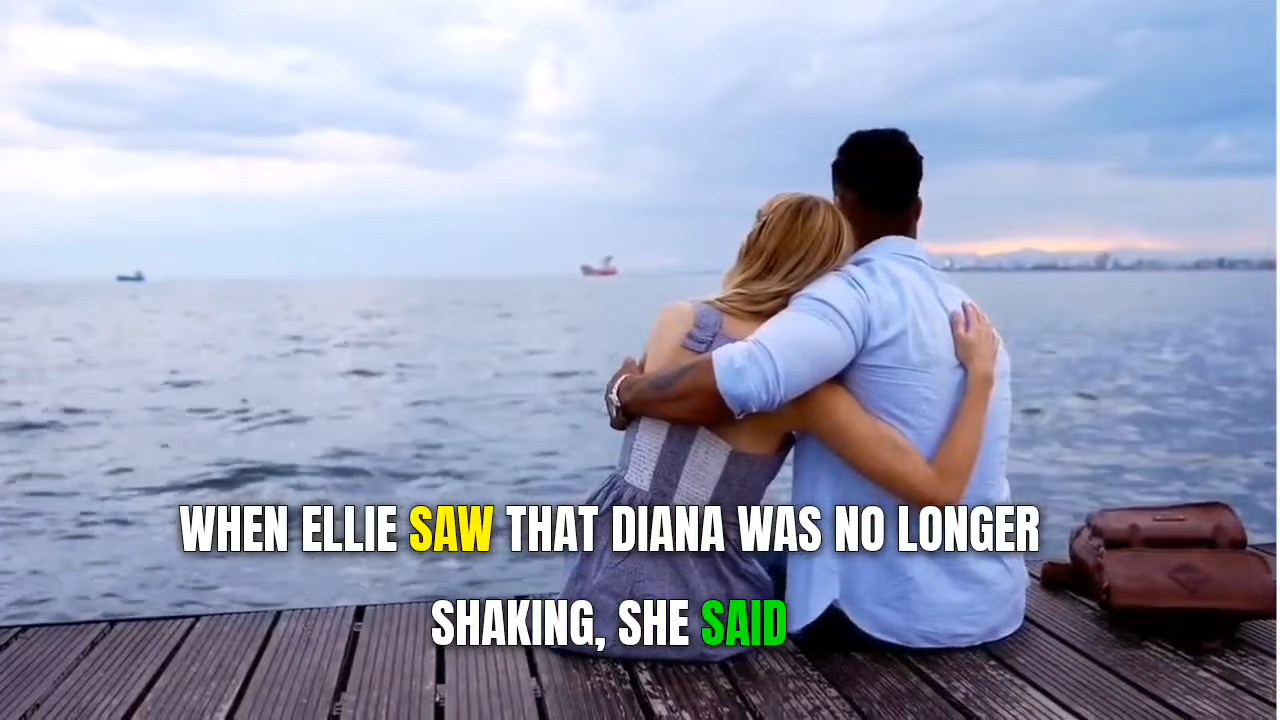 WHEN ELLIE SAW THAT DIANA WAS NO LONGER
SHAKING, SHE SAID